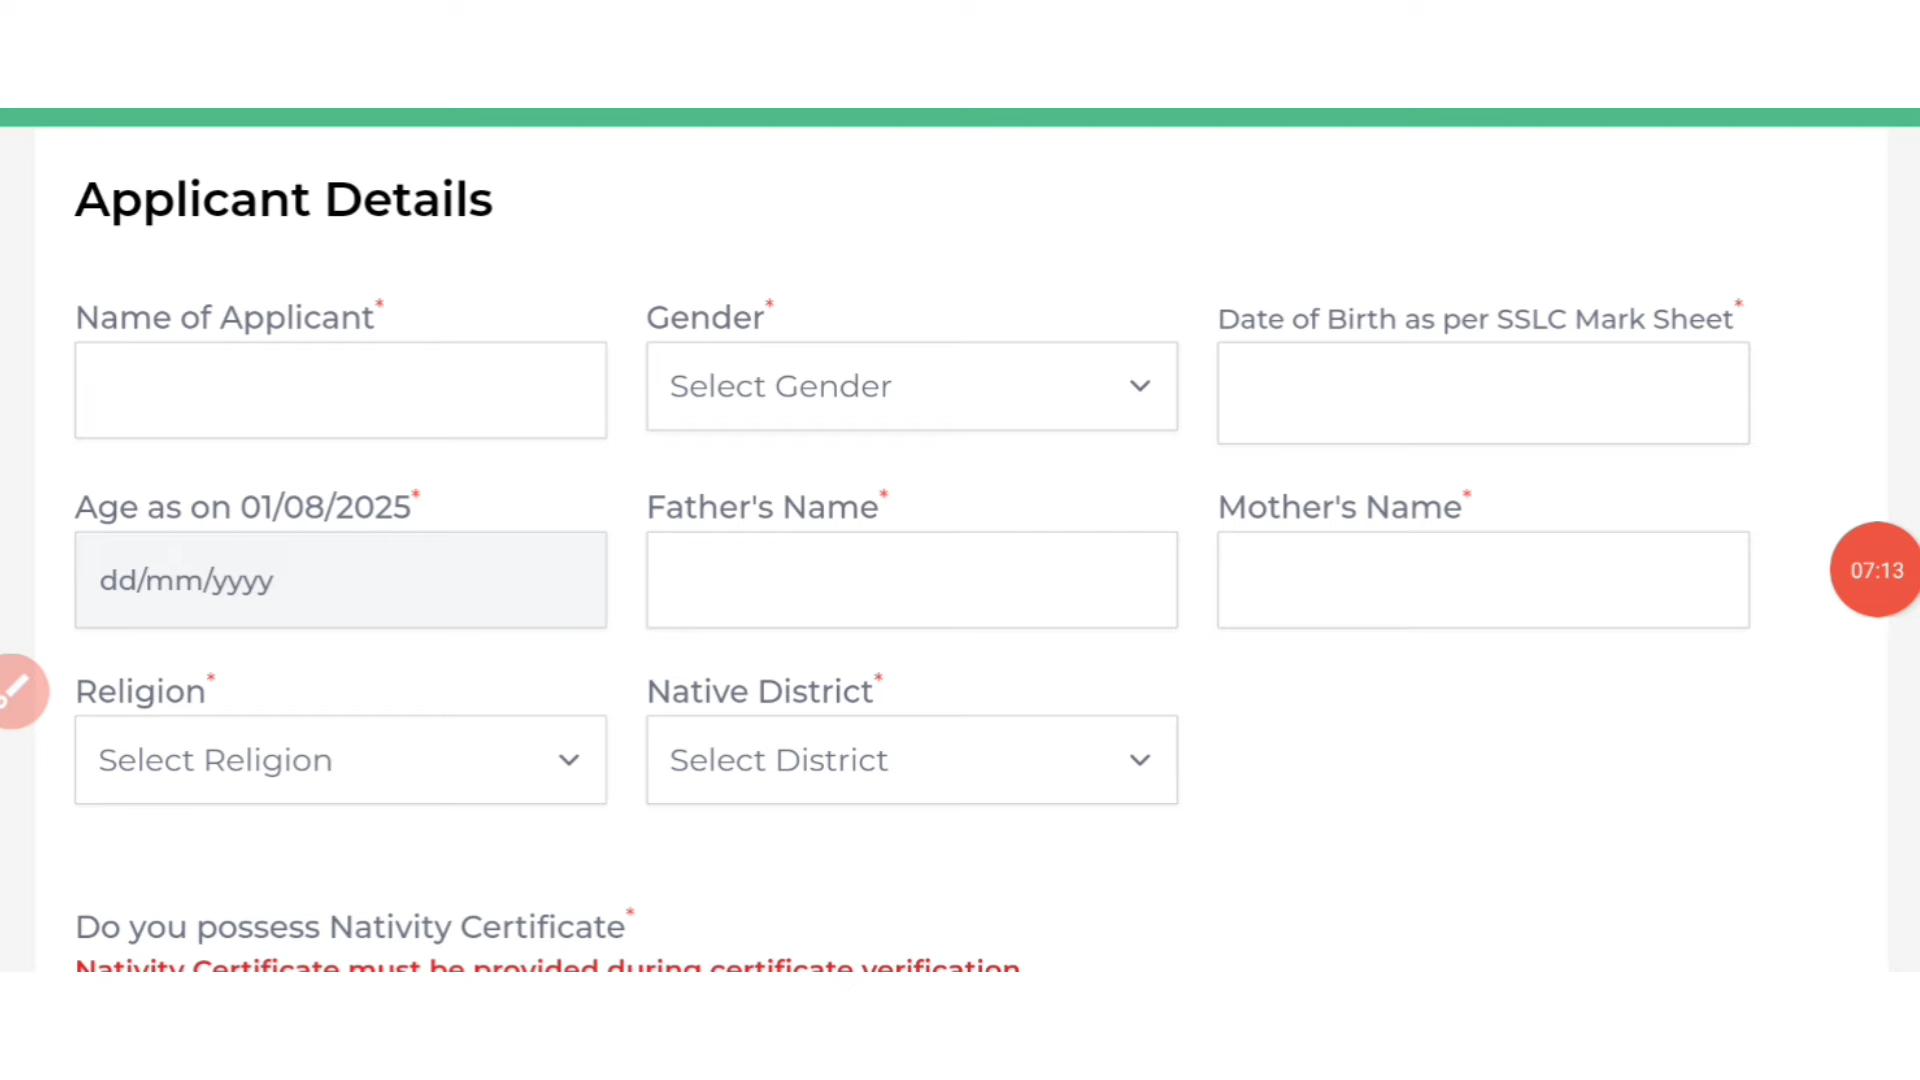 Applicant Details
Name of Applicant*
Gender*
Date of Birth as per SSLC Mark Sheet*
Select Gender
Age as on 01/08/2025*
Father's Name*
Mother's Name*
dd/mm/yyyy
07:13
Religion*
Native District*
Select Religion
Select District
Do you possess Nativity Certificate*
Nativity Certificate must be provided during certificate verification